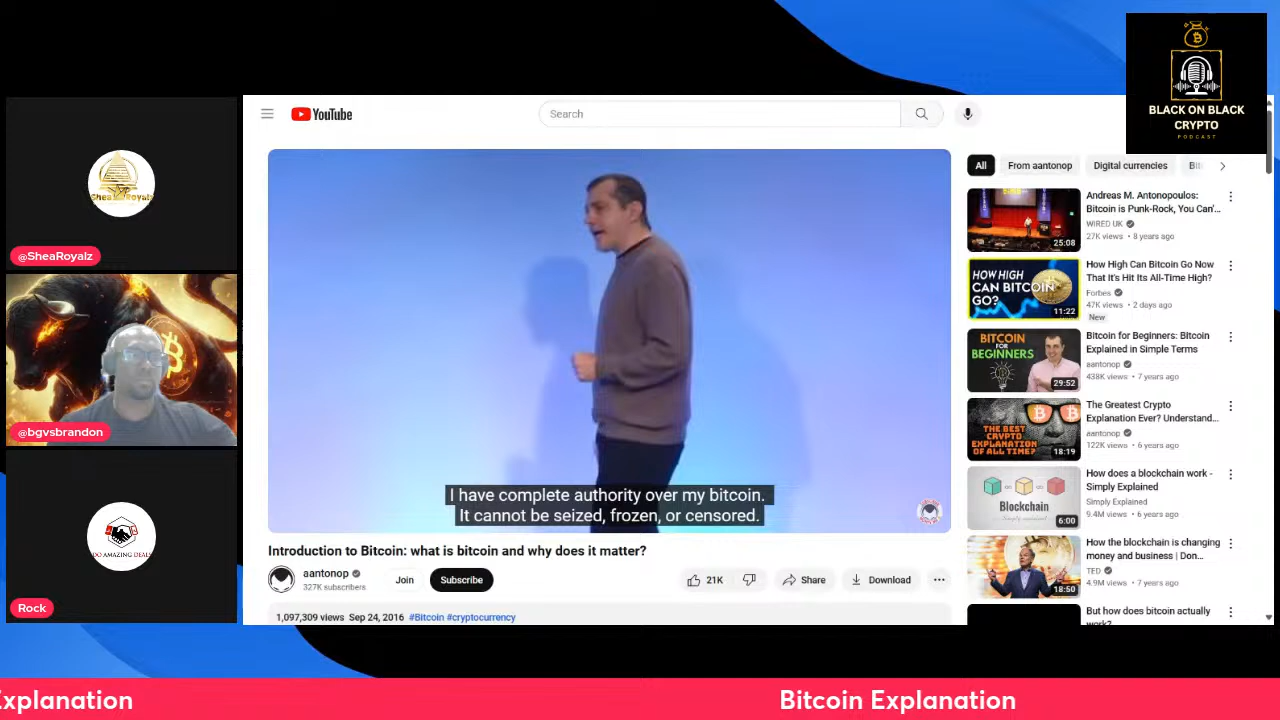 BLACK ON BLACK
CRYPTO
PODCAST
SheaRoyalz
@SheaRoyalz
@bgvsbrandon
DO AMAZING DEALS
Rock
YouTube
Search
I have complete authority over my bitcoin.
It cannot be seized, frozen, or censored.
Introduction to Bitcoin: what is bitcoin and why does it matter?
aantonop
327K subscribers
Join
Subscribe
21K
Share
Download
1,097,309 views Sep 24, 2016 #Bitcoin #cryptocurrency
All
From aantonop
Digital currencies
25:08
Andreas M. Antonopoulos:
Bitcoin is Punk-Rock, You Can'...
WIRED UK
27K views • 8 years ago
HOW HIGH
CAN BITCOIN
GO?
11:22
How High Can Bitcoin Go Now
That It's Hit Its All-Time High?
Forbes
47K views • 2 days ago
New
BITCOIN
FOR
BEGINNERS
29:52
Bitcoin for Beginners: Bitcoin
Explained in Simple Terms
aantonop
438K views • 7 years ago
THE BEST
CRYPTO
EXPLANATION
OF ALL TIME?
18:19
The Greatest Crypto
Explanation Ever? Understand...
aantonop
122K views • 6 years ago
Blockchain
Simply Explained
6:00
How does a blockchain work -
Simply Explained
Simply Explained
9.4M views • 6 years ago
18:50
How the blockchain is changing
money and business | Don...
TED
4.9M views • 7 years ago
But how does bitcoin actually
work?
Explanation
Bitcoin Explanation